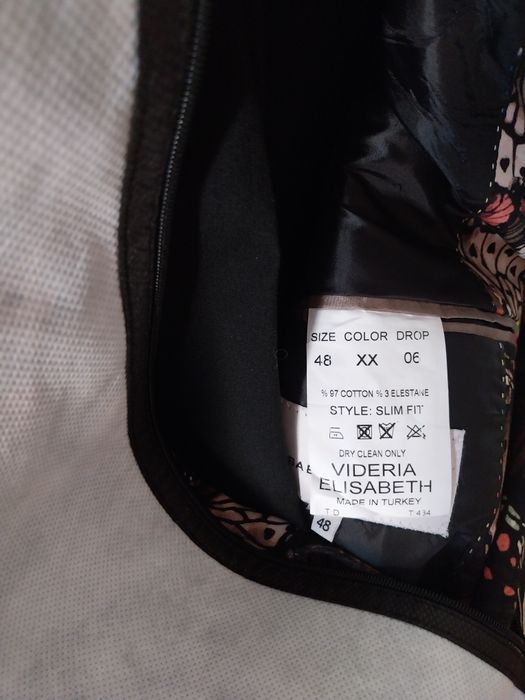 SIZE COLOR DROP
48 XX 06
% 97 COTTON % 3 ELESTANE
STYLE: SLIM FIT
DRY CLEAN ONLY
VIDERIA
ELISABETH
MADE IN TURKEY
T D T 434
48